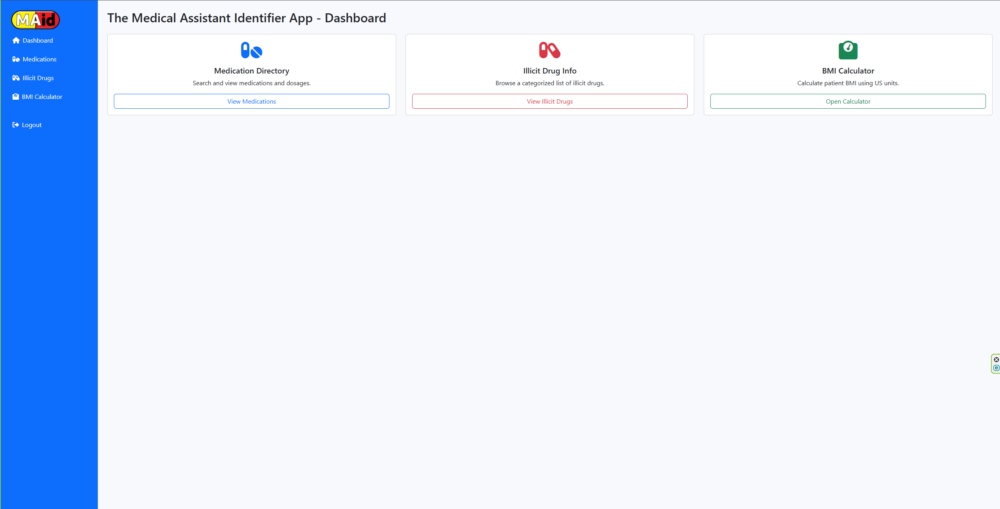 MAid
Dashboard
Medications
Illicit Drugs
BMI Calculator
Logout
The Medical Assistant Identifier App - Dashboard
Medication Directory
Search and view medications and dosages.
View Medications
Illicit Drug Info
Browse a categorized list of illicit drugs.
View Illicit Drugs
BMI Calculator
Calculate patient BMI using US units.
Open Calculator
e